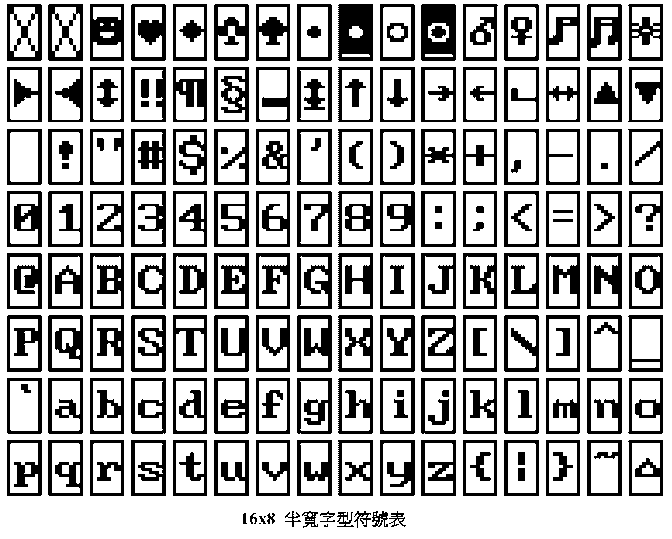 ☺ ♥ ♦ ♣ ♠ • ◘ ○ ◙ ♂ ♀ ♪ ♫ ☼
► ◄ ↕ ‼ ¶ § ▬ ↨ ↑ ↓ → ← ∟ ↔ ▲ ▼
! " # $ % & ' ( ) * + , - . /
0 1 2 3 4 5 6 7 8 9 : ; < = > ?
@ A B C D E F G H I J K L M N O
P Q R S T U V W X Y Z [ \ ] ^ _
` a b c d e f g h i j k l m n o
p q r s t u v w x y z { ¦ } ~ ⌂
16x8 半寬字型符號表